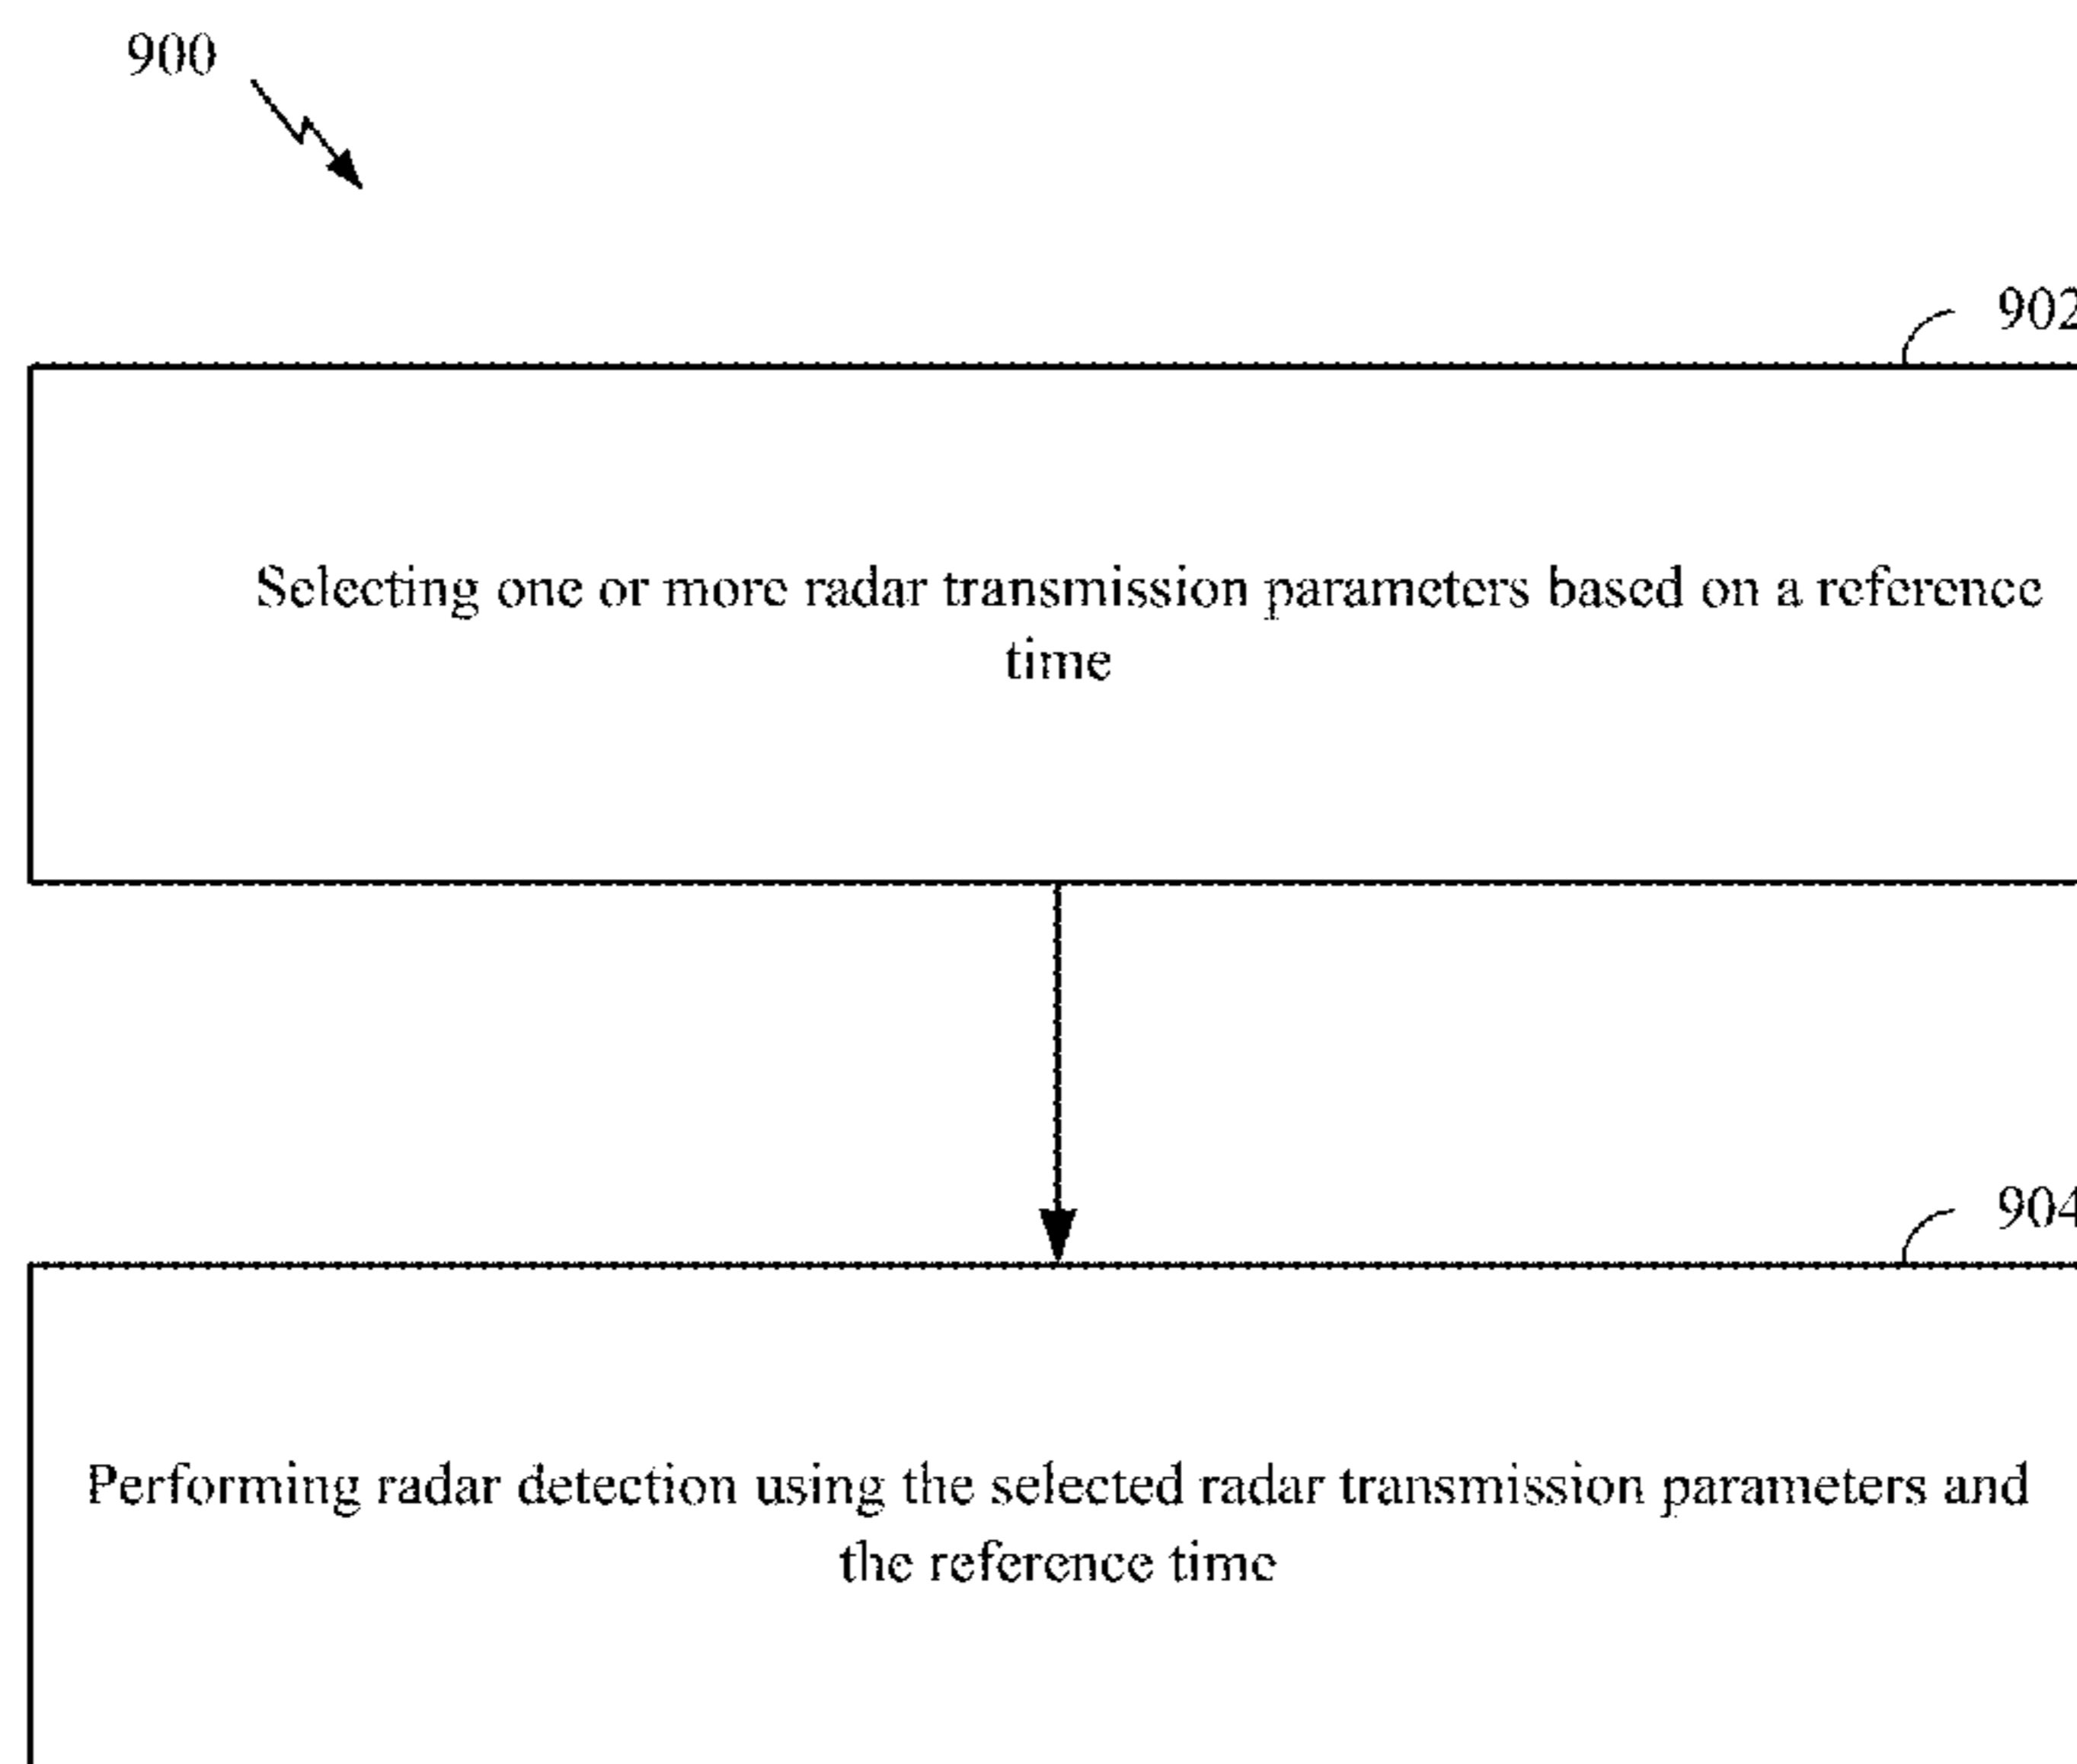 900
902
Selecting one or more radar transmission parameters based on a reference
time
904
Performing radar detection using the selected radar transmission parameters and
the reference time